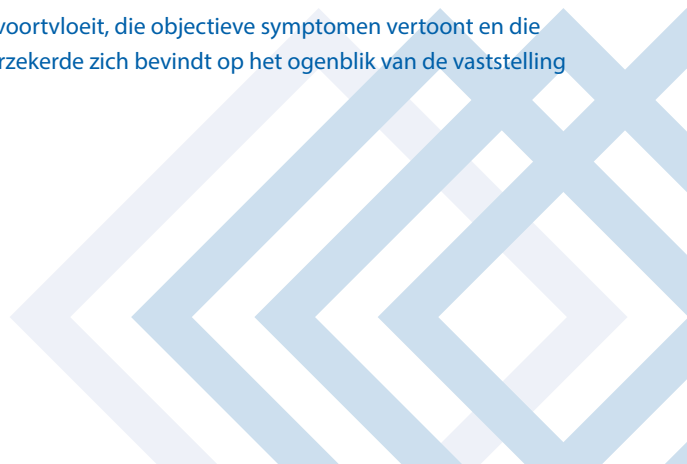 voortvloeit, die objectieve symptomen vertoont en die
rzekerde zich bevindt op het ogenblik van de vaststelling